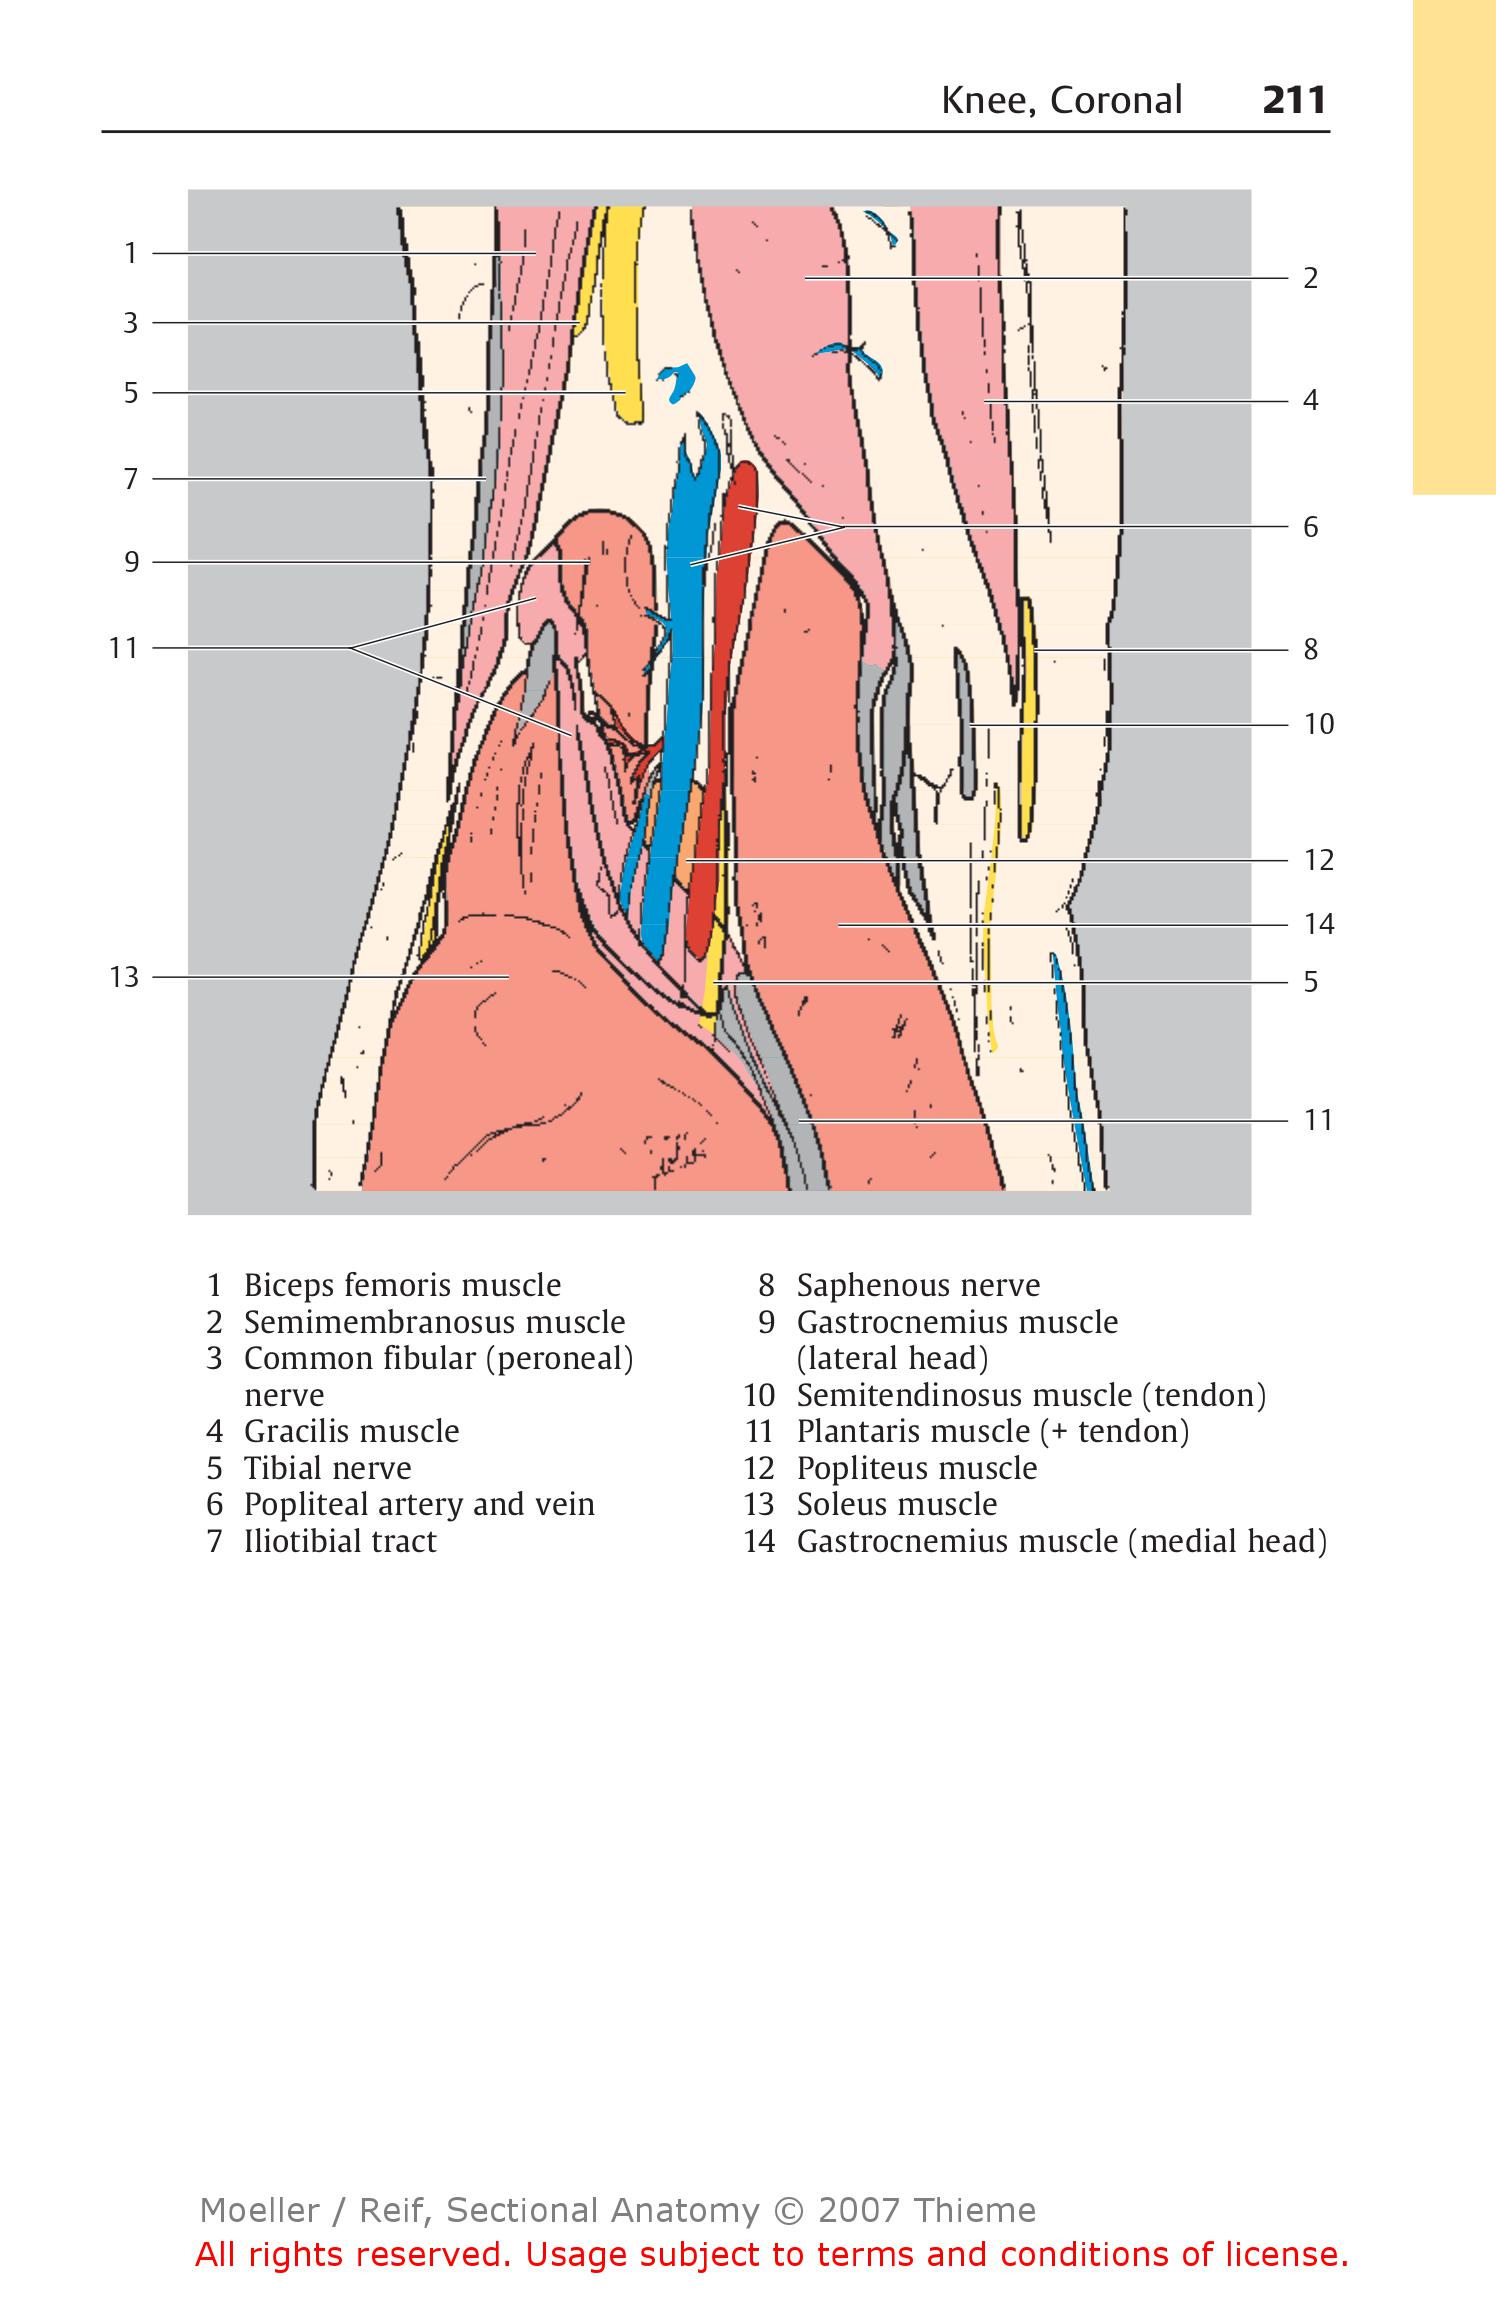 Knee, Coronal 211
1
2
3
4
5
6
7
8
9
10
11
12
13
14
5
11
1 Biceps femoris muscle
2 Semimembranosus muscle
3 Common fibular (peroneal)
nerve
4 Gracilis muscle
5 Tibial nerve
6 Popliteal artery and vein
7 Iliotibial tract
8 Saphenous nerve
9 Gastrocnemius muscle
(lateral head)
10 Semitendinosus muscle (tendon)
11 Plantaris muscle (+ tendon)
12 Popliteus muscle
13 Soleus muscle
14 Gastrocnemius muscle (medial head)
Moeller / Reif, Sectional Anatomy © 2007 Thieme
All rights reserved. Usage subject to terms and conditions of license.